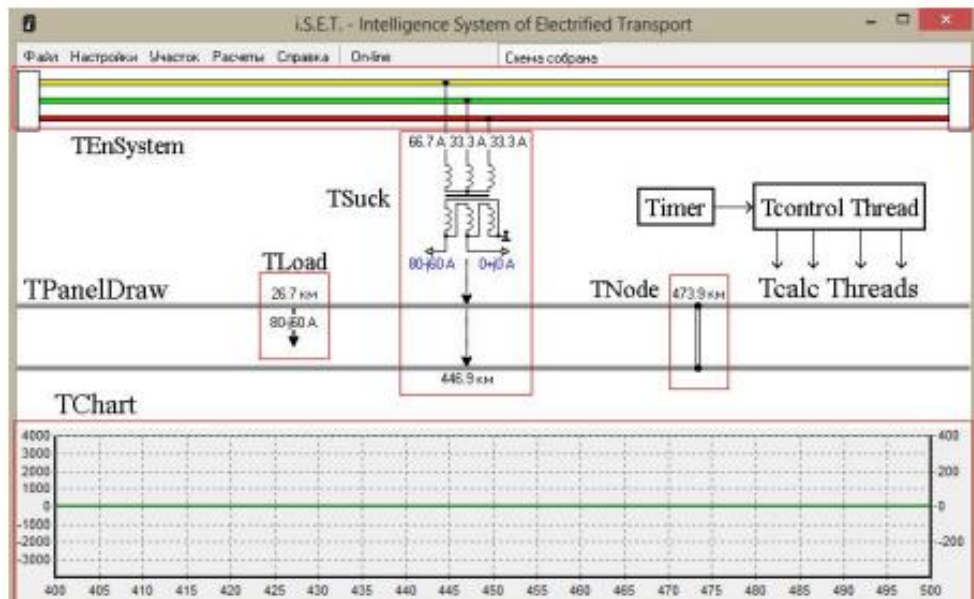 i.S.E.T. - Intelligence System of Electrified Transport
Файл Настройки Участок Расчеты Справка On-line Схема собрана
TEnSystem
66.7 А 33.3 А 33.3 А
TSuck
Timer
Tcontrol Thread
80-j60 А 0+j0 А
TLoad
TPanelDraw
26.7 км
TNode
473.9 км
Tcalc Threads
80-j60 А
446.9 км
TChart
4000 400
3000
2000 200
1000
0 0
-1000
-2000 -200
-3000
400 405 410 415 420 425 430 435 440 445 450 455 460 465 470 475 480 485 490 495 500